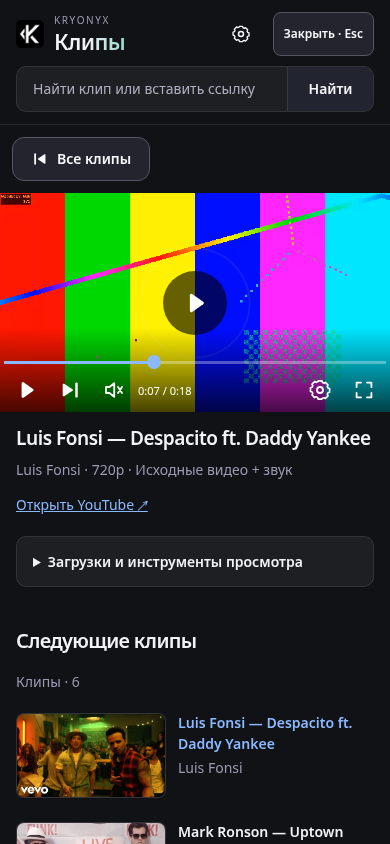 KRYONYX
Клипы
Закрыть · Esc
Найти клип или вставить ссылку
Найти
Все клипы
0:07 / 0:18
Luis Fonsi — Despacito ft. Daddy Yankee
Luis Fonsi · 720p · Исходные видео + звук
Открыть YouTube ↗
Загрузки и инструменты просмотра
Следующие клипы
Клипы · 6
Luis Fonsi — Despacito ft.
Daddy Yankee
Luis Fonsi
vevo
Mark Ronson — Uptown